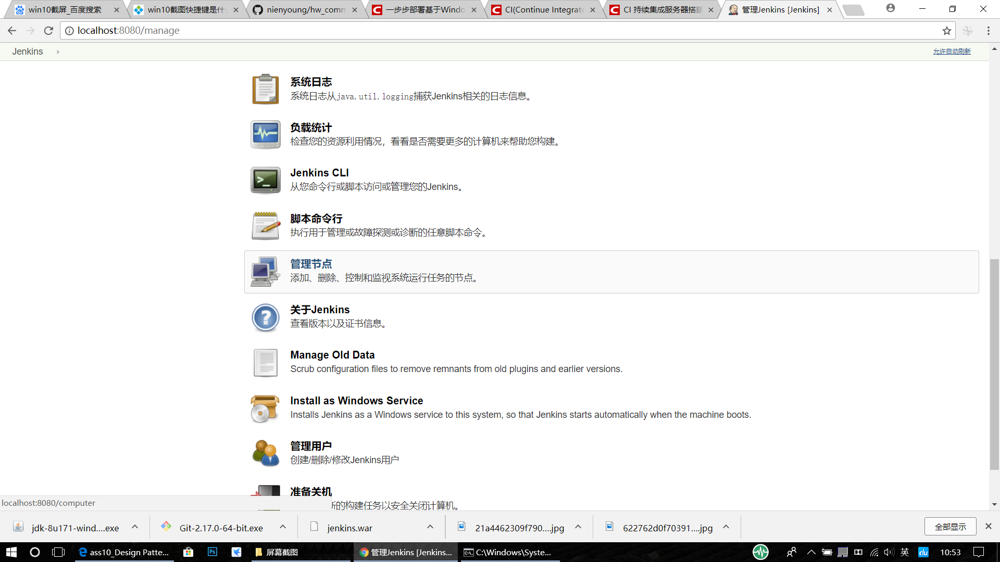 win10截屏_百度搜索
win10截图快捷键是什
nienyoung/hw_comm
一步步部署基于Windo
CI(Continue Integrate
CI 持续集成服务器搭建
管理Jenkins [Jenkins]
localhost:8080/manage
Jenkins
允许自动刷新
系统日志
系统日志从java.util.logging捕获Jenkins相关的日志信息。
负载统计
检查您的资源利用情况，看看是否需要更多的计算机来帮助您构建。
Jenkins CLI
从您命令行或脚本访问或管理您的Jenkins。
脚本命令行
执行用于管理或故障探测或诊断的任意脚本命令。
管理节点
添加、删除、控制和监视系统运行任务的节点。
关于Jenkins
查看版本以及证书信息。
Manage Old Data
Scrub configuration files to remove remnants from old plugins and earlier versions.
Install as Windows Service
Installs Jenkins as a Windows service to this system, so that Jenkins starts automatically when the machine boots.
管理用户
创建/删除/修改Jenkins用户
准备关机
新的构建任务以安全关闭计算机。
localhost:8080/computer
jdk-8u171-wind....exe
Git-2.17.0-64-bit.exe
jenkins.war
21a4462309f790....jpg
622762d0f70391....jpg
全部显示
ass10_Design Patte...
Ps
屏幕截图
管理Jenkins [Jenkins...
C:\Windows\Syste...
英
du
10:53